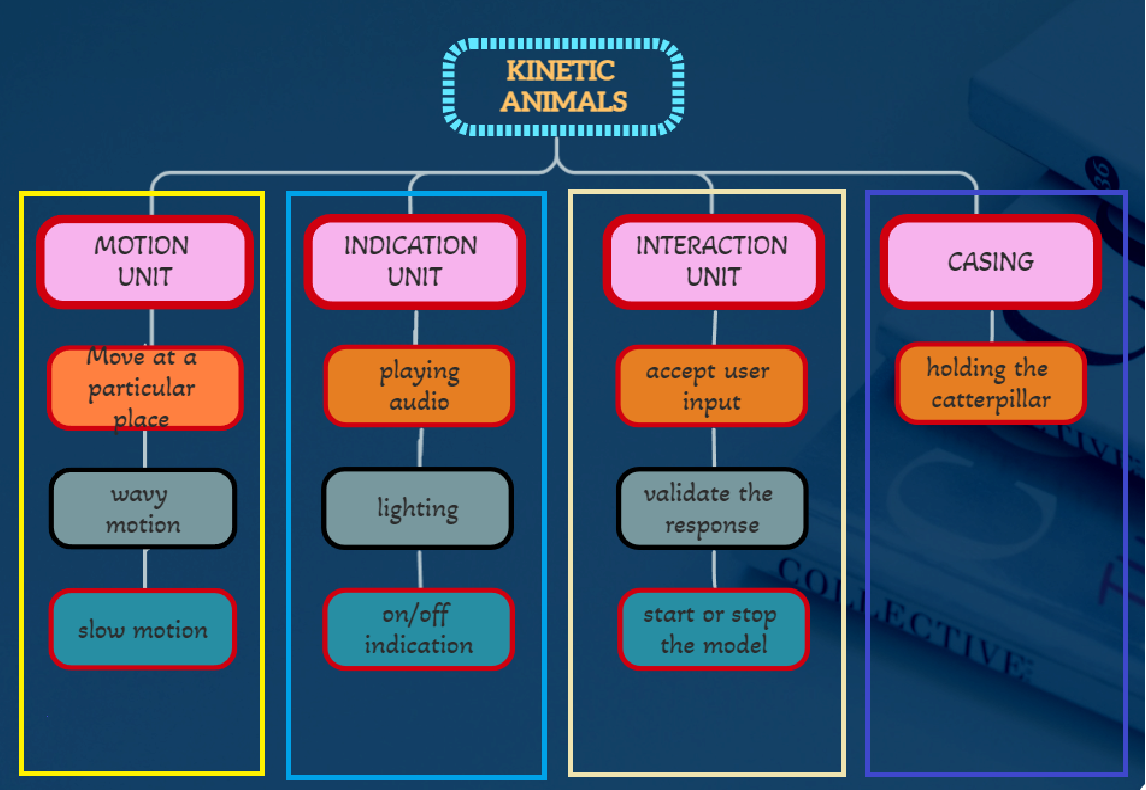 KINETIC
ANIMALS
MOTION
UNIT
Move at a
particular
place
wavy
motion
slow motion
INDICATION
UNIT
playing
audio
lighting
on/off
indication
INTERACTION
UNIT
accept user
input
validate the
response
start or stop
the model
CASING
holding the
catterpillar
36
COLLECTIVE